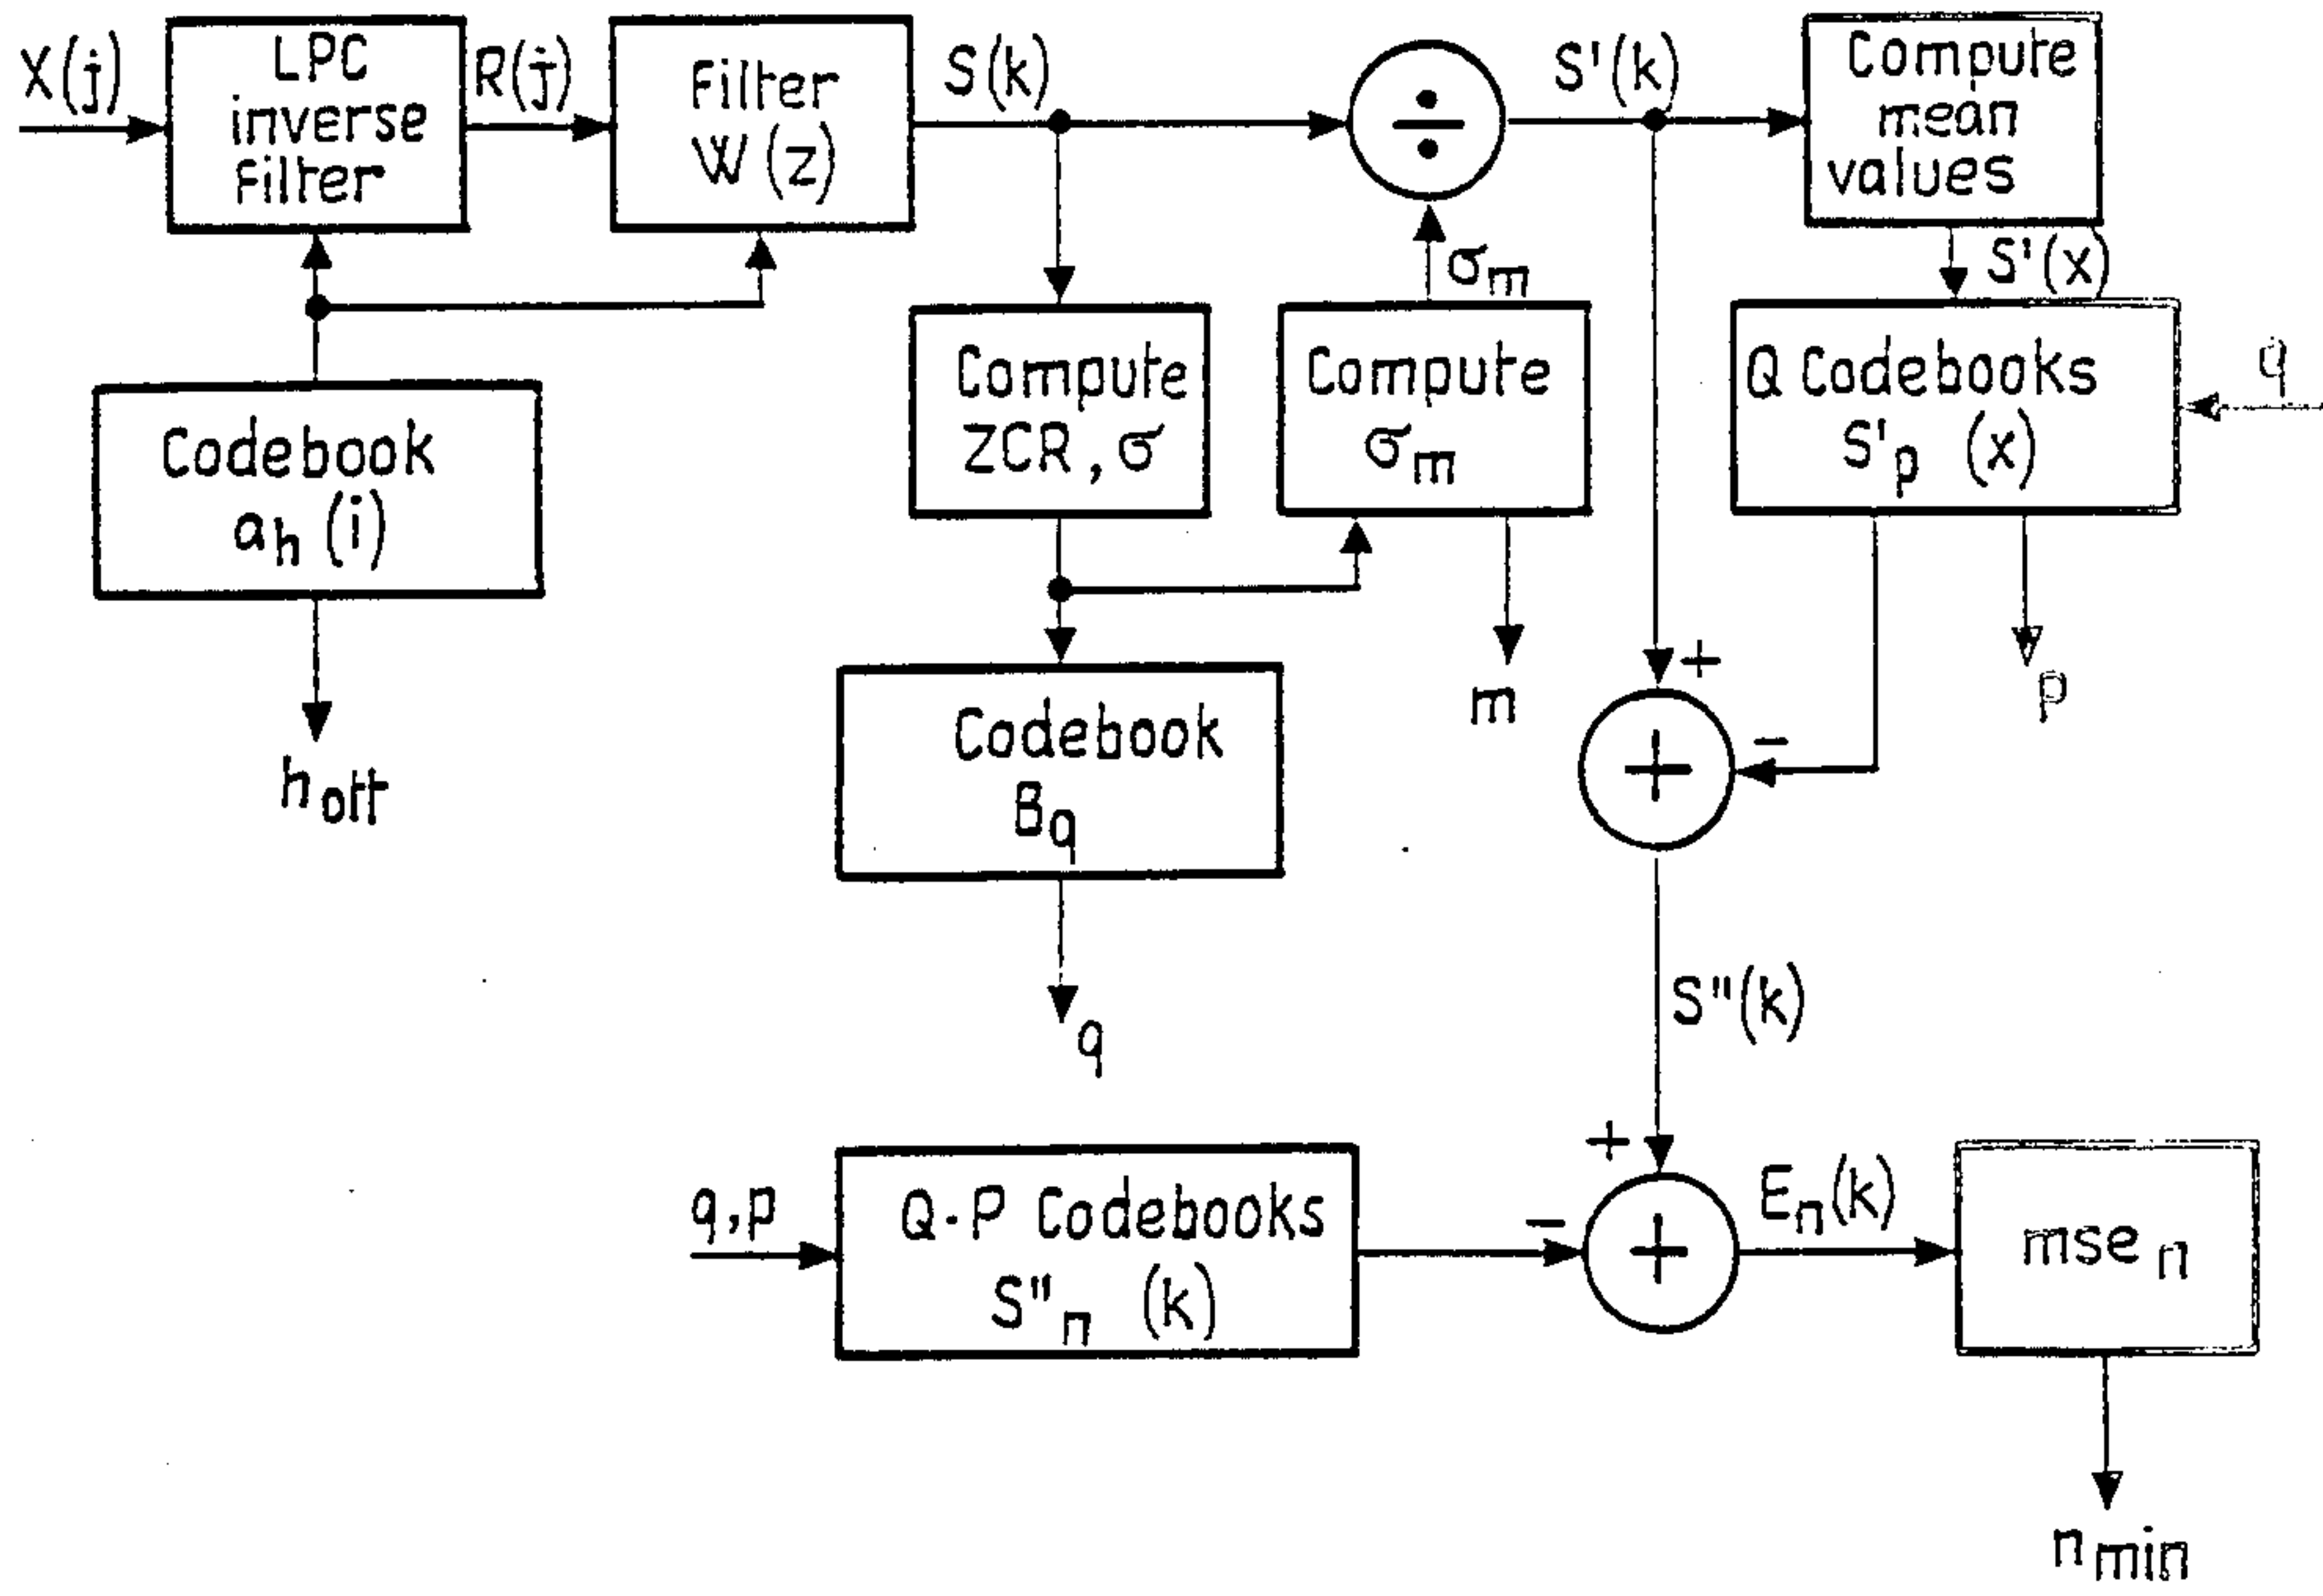 X(j)
LPC
inverse
filter
R(j)
Filter
W(z)
S(k)
÷
S'(k)
Compute
mean
values
σm
S'(x)
Codebook
ah(i)
Compute
ZCR, σ
Compute
σm
Q Codebooks
S'p (x)
q
hott
Codebook
Bq
m
+
p
+
-
q
S"(k)
q,p
Q-P Codebooks
S"n (k)
+
-
+
En(k)
mse n
nmin